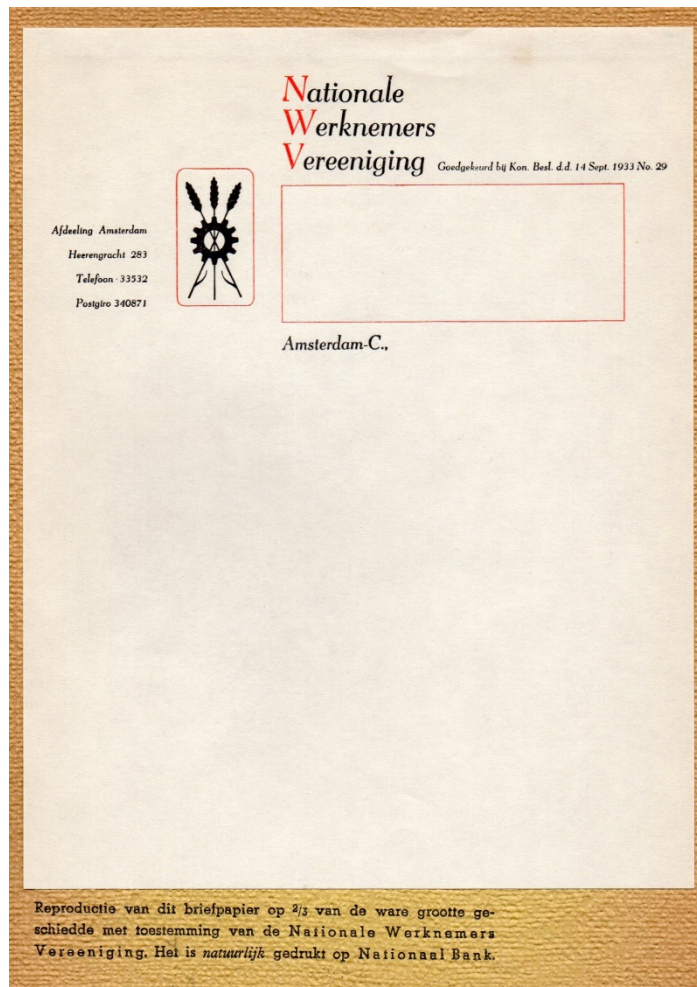 Nationale
Werknemers
Vereeniging Goedgekeurd bij Kon. Besl. d.d. 14 Sept. 1933 No. 29
Afdeeling Amsterdam
Heerengracht 283
Telefoon · 33532
Postgiro 340871
Amsterdam-C.,
Reproductie van dit briefpapier op 2/3 van de ware grootte ge-
schiedde met toestemming van de Nationale Werknemers
Vereeniging. Het is natuurlijk gedrukt op Nationaal Bank.